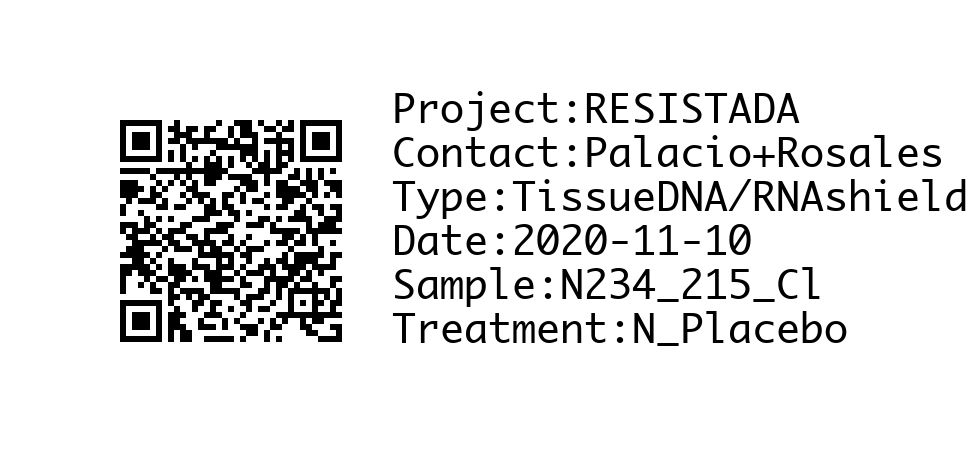 Project:RESISTADA
Contact:Palacio+Rosales
Type:TissueDNA/RNAshield
Date:2020-11-10
Sample:N234_215_Cl
Treatment:N_Placebo